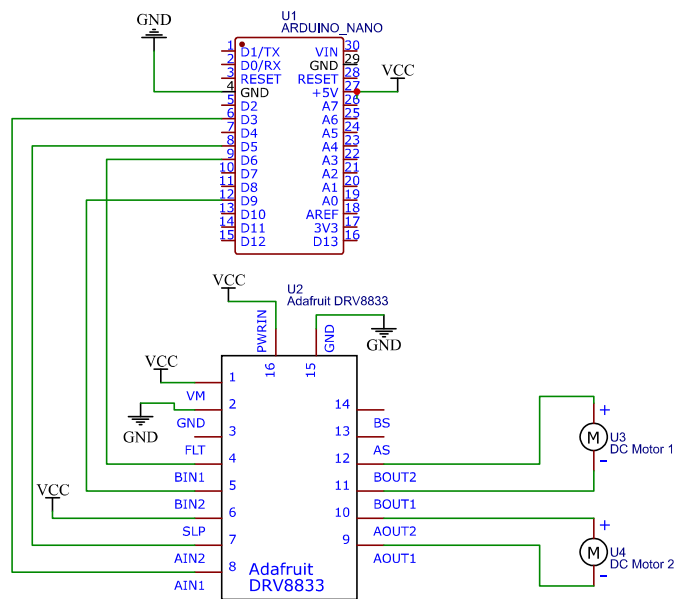 GND
U1
ARDUINO_NANO
1 D1/TX VIN 30
2 D0/RX GND 29
3 RESET RESET 28
4 GND +5V 27
VCC
5 D2 A7 26
6 D3 A6 25
7 D4 A5 24
8 D5 A4 23
9 D6 A3 22
10 D7 A2 21
11 D8 A1 20
12 D9 A0 19
13 D10 AREF 18
14 D11 3V3 17
15 D12 D13 16
VCC
U2
Adafruit DRV8833
PWRIN
16
GND
15
GND
VCC
1
VM
2
GND
GND
3
FLT
4
BIN1
5
BIN2
VCC
6
SLP
7
AIN2
8
AIN1
14
BS
13
AS
12
BOUT2
11
BOUT1
10
AOUT2
9
AOUT1
Adafruit
DRV8833
+
M
-
U3
DC Motor 1
+
M
-
U4
DC Motor 2